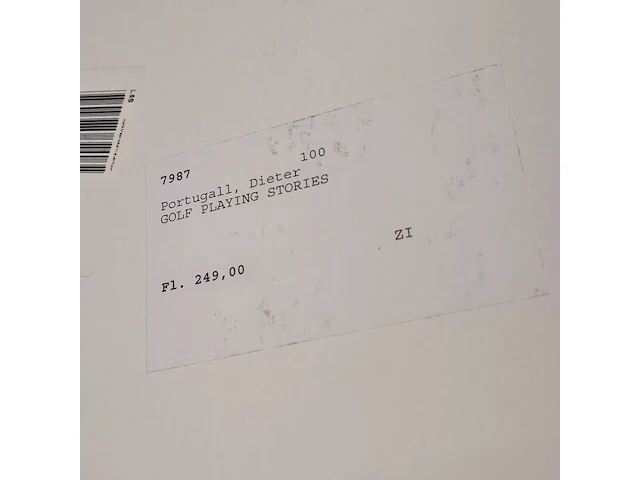 7987 100
Portugall, Dieter
GOLF PLAYING STORIES
ZI
Fl. 249,00